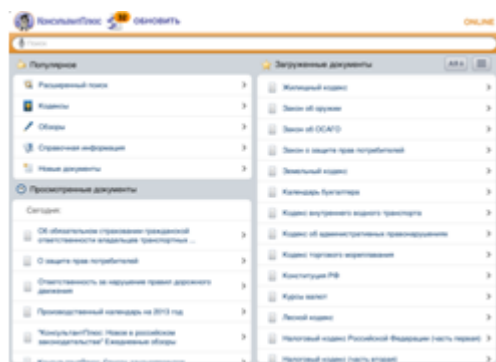 КонсультантПлюс
ОБНОВИТЬ
ONLINE
Поиск
Популярное
Расширенный поиск
Кодексы
Обзоры
Справочная информация
Новые документы
Просмотренные документы
Сегодня:
Об обязательном страховании гражданской
ответственности владельцев транспортных ...
О защите прав потребителей
Ответственность за нарушение правил дорожного
движения
Производственный календарь на 2013 год
"КонсультантПлюс: Новое в российском
законодательстве" Ежедневные обзоры
Загруженные документы
Жилищный кодекс
Закон об оружии
Закон об ОСАГО
Закон о защите прав потребителей
Земельный кодекс
Календарь бухгалтера
Кодекс внутреннего водного транспорта
Кодекс об административных правонарушениях
Кодекс торгового мореплавания
Конституция РФ
Курсы валют
Лесной кодекс
Налоговый кодекс Российской Федерации (часть первая)
Налоговый кодекс (часть вторая)